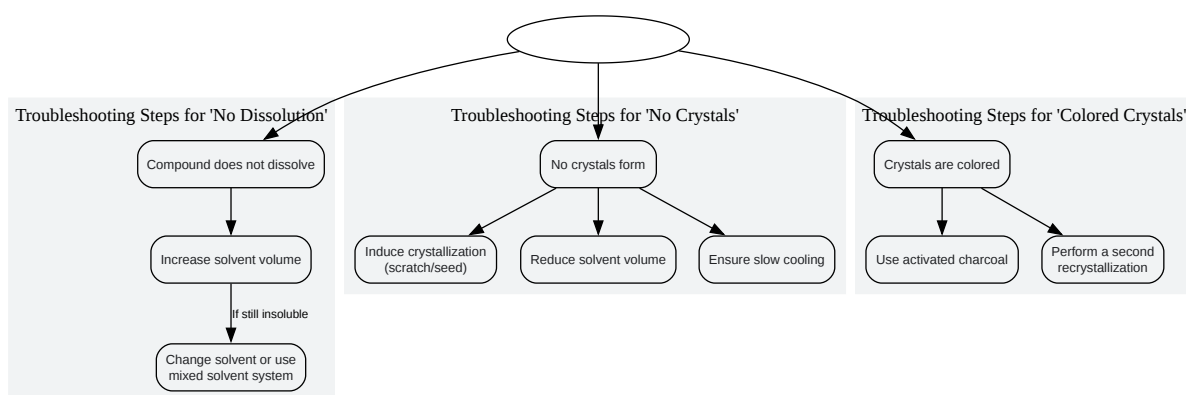 Troubleshooting Steps for 'No Dissolution'
Compound does not dissolve
Increase solvent volume
If still insoluble
Change solvent or use
mixed solvent system
Troubleshooting Steps for 'No Crystals'
No crystals form
Induce crystallization
(scratch/seed)
Reduce solvent volume
Ensure slow cooling
Troubleshooting Steps for 'Colored Crystals'
Crystals are colored
Use activated charcoal
Perform a second
recrystallization